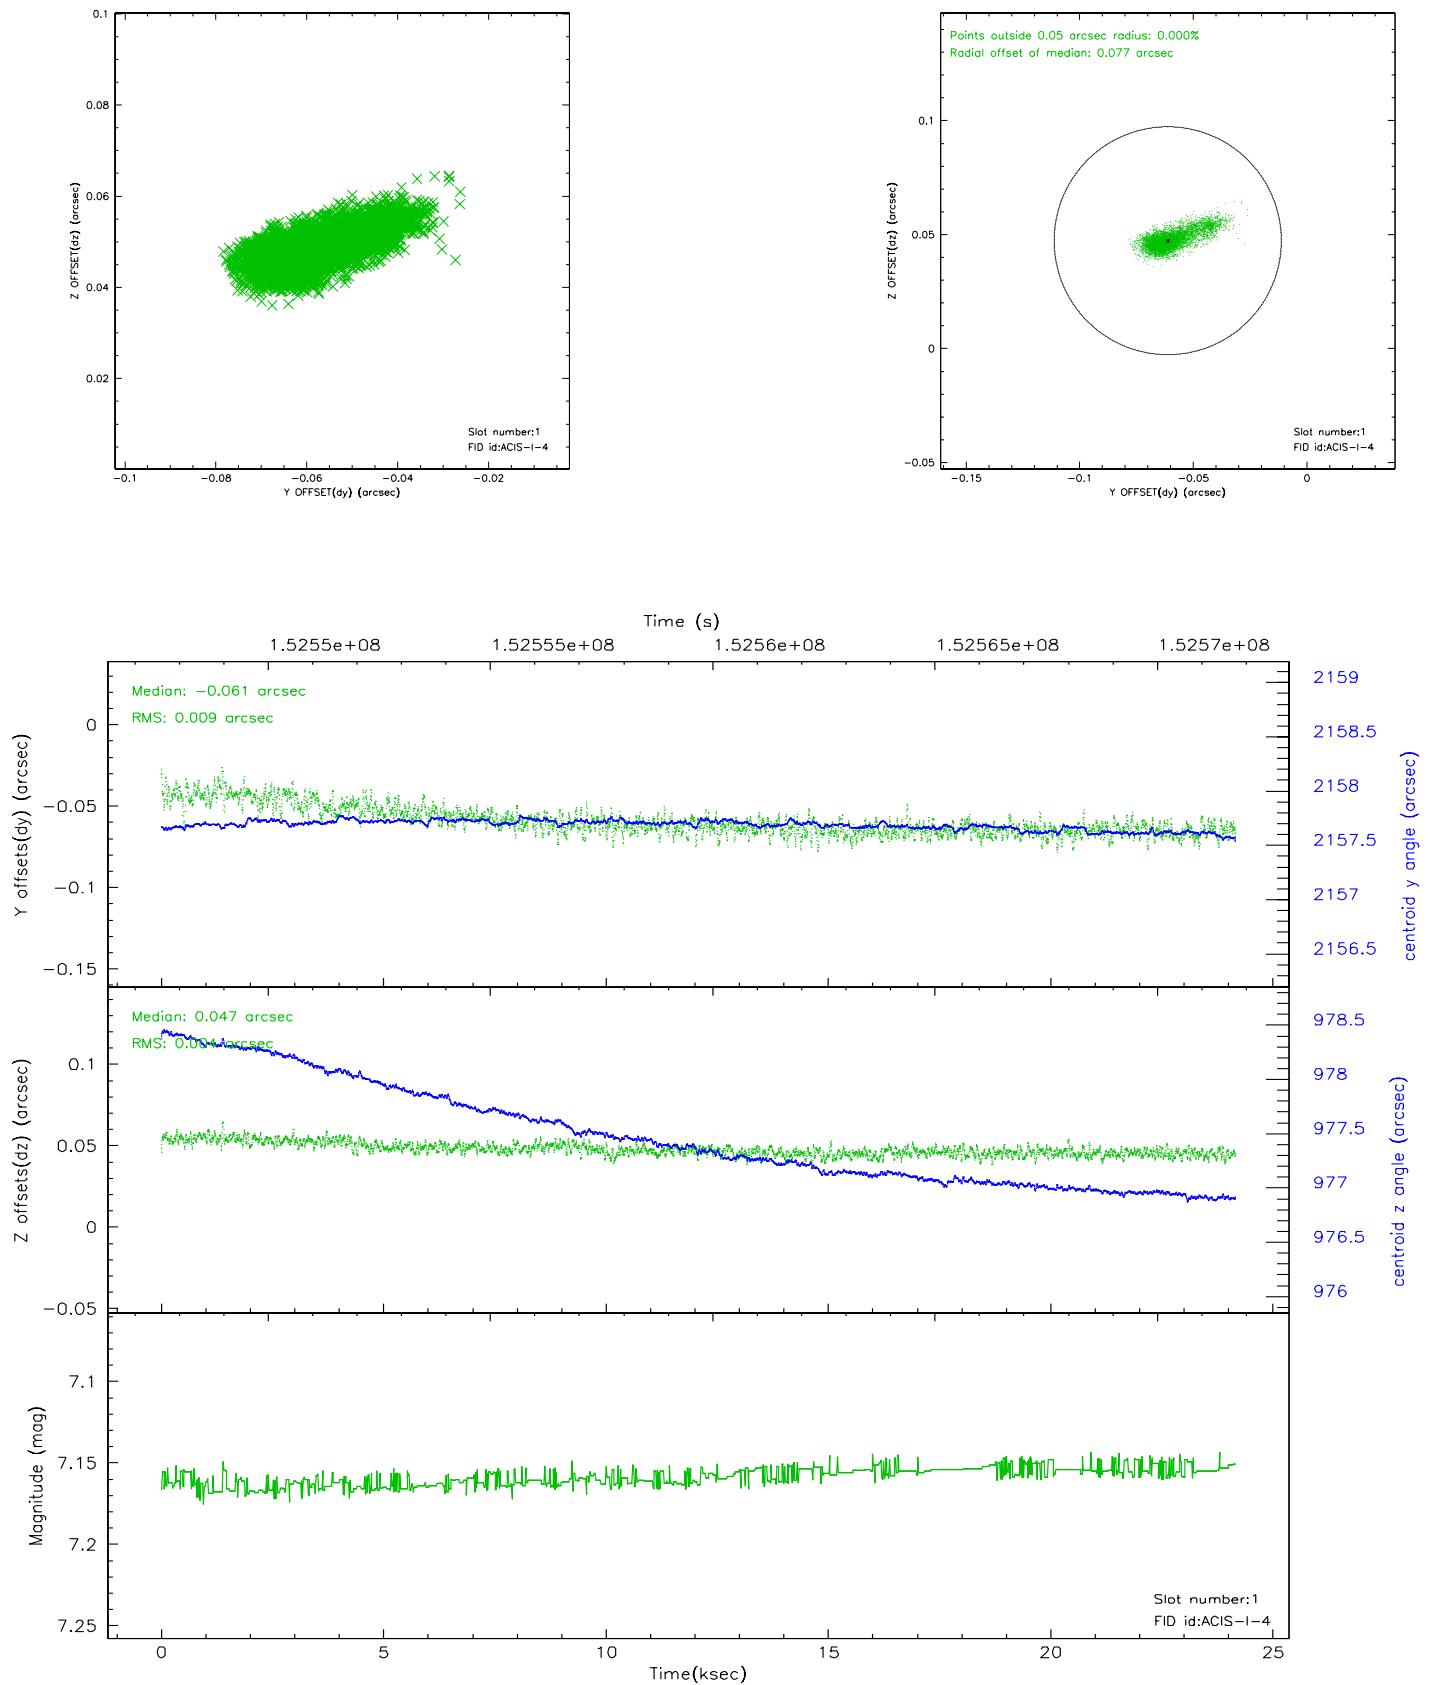 0.1
0.08
0.06
0.04
0.02
Z OFFSET(dz) (arcsec)
Slot number:1
FID id:ACIS-I-4
-0.1 -0.08 -0.06 -0.04 -0.02
Y OFFSET(dy) (arcsec)
Points outside 0.05 arcsec radius: 0.000%
Radial offset of median: 0.077 arcsec
0.1
0.05
0
-0.05
Z OFFSET(dz) (arcsec)
Slot number:1
FID id:ACIS-I-4
-0.15 -0.1 -0.05 0
Y OFFSET(dy) (arcsec)
Time (s)
1.5255e+08 1.52555e+08 1.5256e+08 1.52565e+08 1.5257e+08
Median: -0.061 arcsec
RMS: 0.009 arcsec
0
-0.05
-0.1
-0.15
Y offsets(dy) (arcsec)
2159
2158.5
2158
2157.5
2157
2156.5
centroid y angle (arcsec)
Median: 0.047 arcsec
RMS: 0.004 arcsec
0.1
0.05
0
-0.05
Z offsets(dz) (arcsec)
978.5
978
977.5
977
976.5
976
centroid z angle (arcsec)
7.1
7.15
7.2
7.25
Magnitude (mag)
Slot number:1
FID id:ACIS-I-4
0 5 10 15 20 25
Time(ksec)